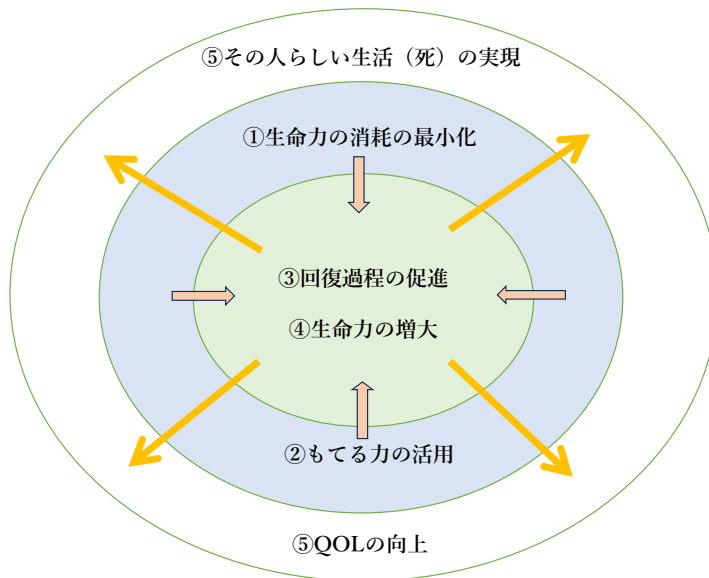 ⑤その人らしい生活（死）の実現
①生命力の消耗の最小化
③回復過程の促進
④生命力の増大
②もてる力の活用
⑤QOLの向上